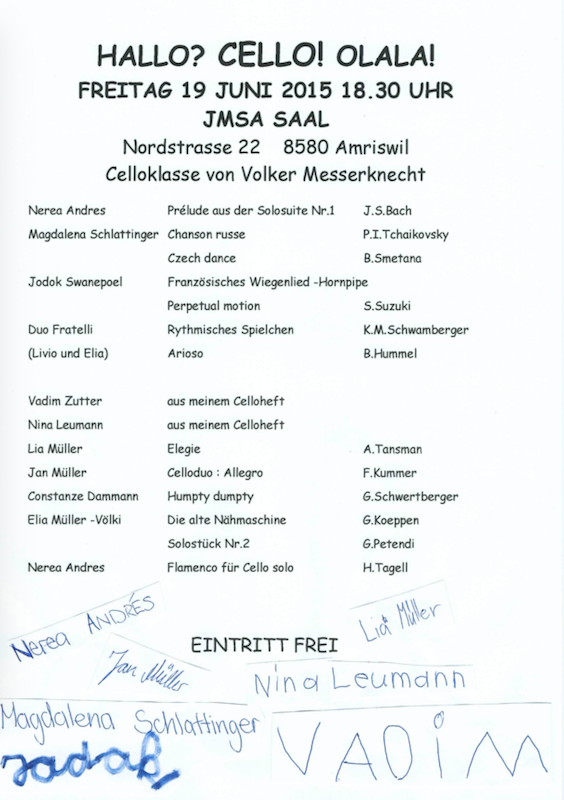 HALLO? CELLO! OLALA!
FREITAG 19 JUNI 2015 18.30 UHR
JMSA SAAL
Nordstrasse 22 8580 Amriswil
Celloklasse von Volker Messerknecht
Nerea Andres Prélude aus der Solosuite Nr.1 J.S.Bach
Magdalena Schlattinger Chanson russe P.I.Tchaikovsky
Czech dance B.Smetana
Jodok Swanepoel Französisches Wiegenlied -Hornpipe
Perpetual motion S.Suzuki
Duo Fratelli Rythmisches Spielchen K.M.Schwamberger
(Livio und Elia) Arioso B.Hummel
Vadim Zutter aus meinem Celloheft
Nina Leumann aus meinem Celloheft
Lia Müller Elegie A.Tansman
Jan Müller Celloduo : Allegro F.Kummer
Constanze Dammann Humpty dumpty G.Schwertberger
Elia Müller -Völki Die alte Nähmaschine G.Koeppen
Solostück Nr.2 G.Petendi
Nerea Andres Flamenco für Cello solo H.Tagell
Nerea ANDRÉS
Lia Müller
EINTRITT FREI
Jan Müller
Nina Leumann
Magdalena Schlattinger
VADIM